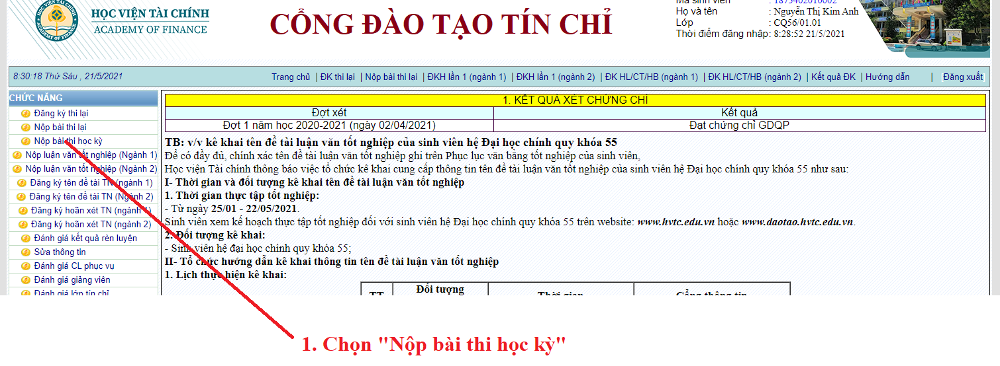 HỌC VIỆN TÀI CHÍNH
ACADEMY OF FINANCE
CỔNG ĐÀO TẠO TÍN CHỈ
Mã sinh viên : 1873402010002
Họ và tên : Nguyễn Thị Kim Anh
Lớp : CQ56/01.01
Thời điểm đăng nhập: 8:28:52 21/5/2021
8:30:18 Thứ Sáu , 21/5/2021
Trang chủ | ĐK thi lại | Nộp bài thi lại | ĐKH lần 1 (ngành 1) | ĐKH lần 1 (ngành 2) | ĐK HL/CT/HB (ngành 1) | ĐK HL/CT/HB (ngành 2) | Kết quả ĐK | Hướng dẫn | [Đăng xuất]
CHỨC NĂNG
Đăng ký thi lại
Nộp bài thi lại
Nộp bài thi học kỳ
Nộp luận văn tốt nghiệp (Ngành 1)
Nộp luận văn tốt nghiệp (Ngành 2)
Đăng ký tên đề tài TN (ngành 1)
Đăng ký tên đề tài TN (Ngành 2)
Đăng ký hoãn xét TN (ngành 1)
Đăng ký hoãn xét TN (ngành 2)
Đánh giá kết quả rèn luyện
Sửa thông tin
Đánh giá CL phục vụ
Đánh giá giảng viên
Đánh giá lớp tín chỉ
1. KẾT QUẢ XÉT CHỨNG CHỈ
Đợt xét Kết quả
Đợt 1 năm học 2020-2021 (ngày 02/04/2021) Đạt chứng chỉ GDQP
TB: v/v kê khai tên đề tài luận văn tốt nghiệp của sinh viên hệ Đại học chính quy khóa 55
Để có đầy đủ, chính xác tên đề tài luận văn tốt nghiệp ghi trên Phục lục văn bằng tốt nghiệp của sinh viên,
Học viện Tài chính thông báo việc tổ chức kê khai cung cấp thông tin tên đề tài luận văn tốt nghiệp của sinh viên hệ Đại học chính quy khóa 55 như sau:
I- Thời gian và đối tượng kê khai tên đề tài luận văn tốt nghiệp
1. Thời gian thực tập tốt nghiệp:
- Từ ngày 25/01 - 22/05/2021.
Sinh viên xem kế hoạch thực tập tốt nghiệp đối với sinh viên hệ Đại học chính quy khóa 55 trên website: www.hvtc.edu.vn hoặc www.daotao.hvtc.edu.vn.
2. Đối tượng kê khai:
- Sinh viên hệ đại học chính quy khóa 55;
II- Tổ chức hướng dẫn kê khai thông tin tên đề tài luận văn tốt nghiệp
1. Lịch thực hiện kê khai:
TT Đối tượng Thời gian Cổng thông tin
1. Chọn "Nộp bài thi học kỳ"